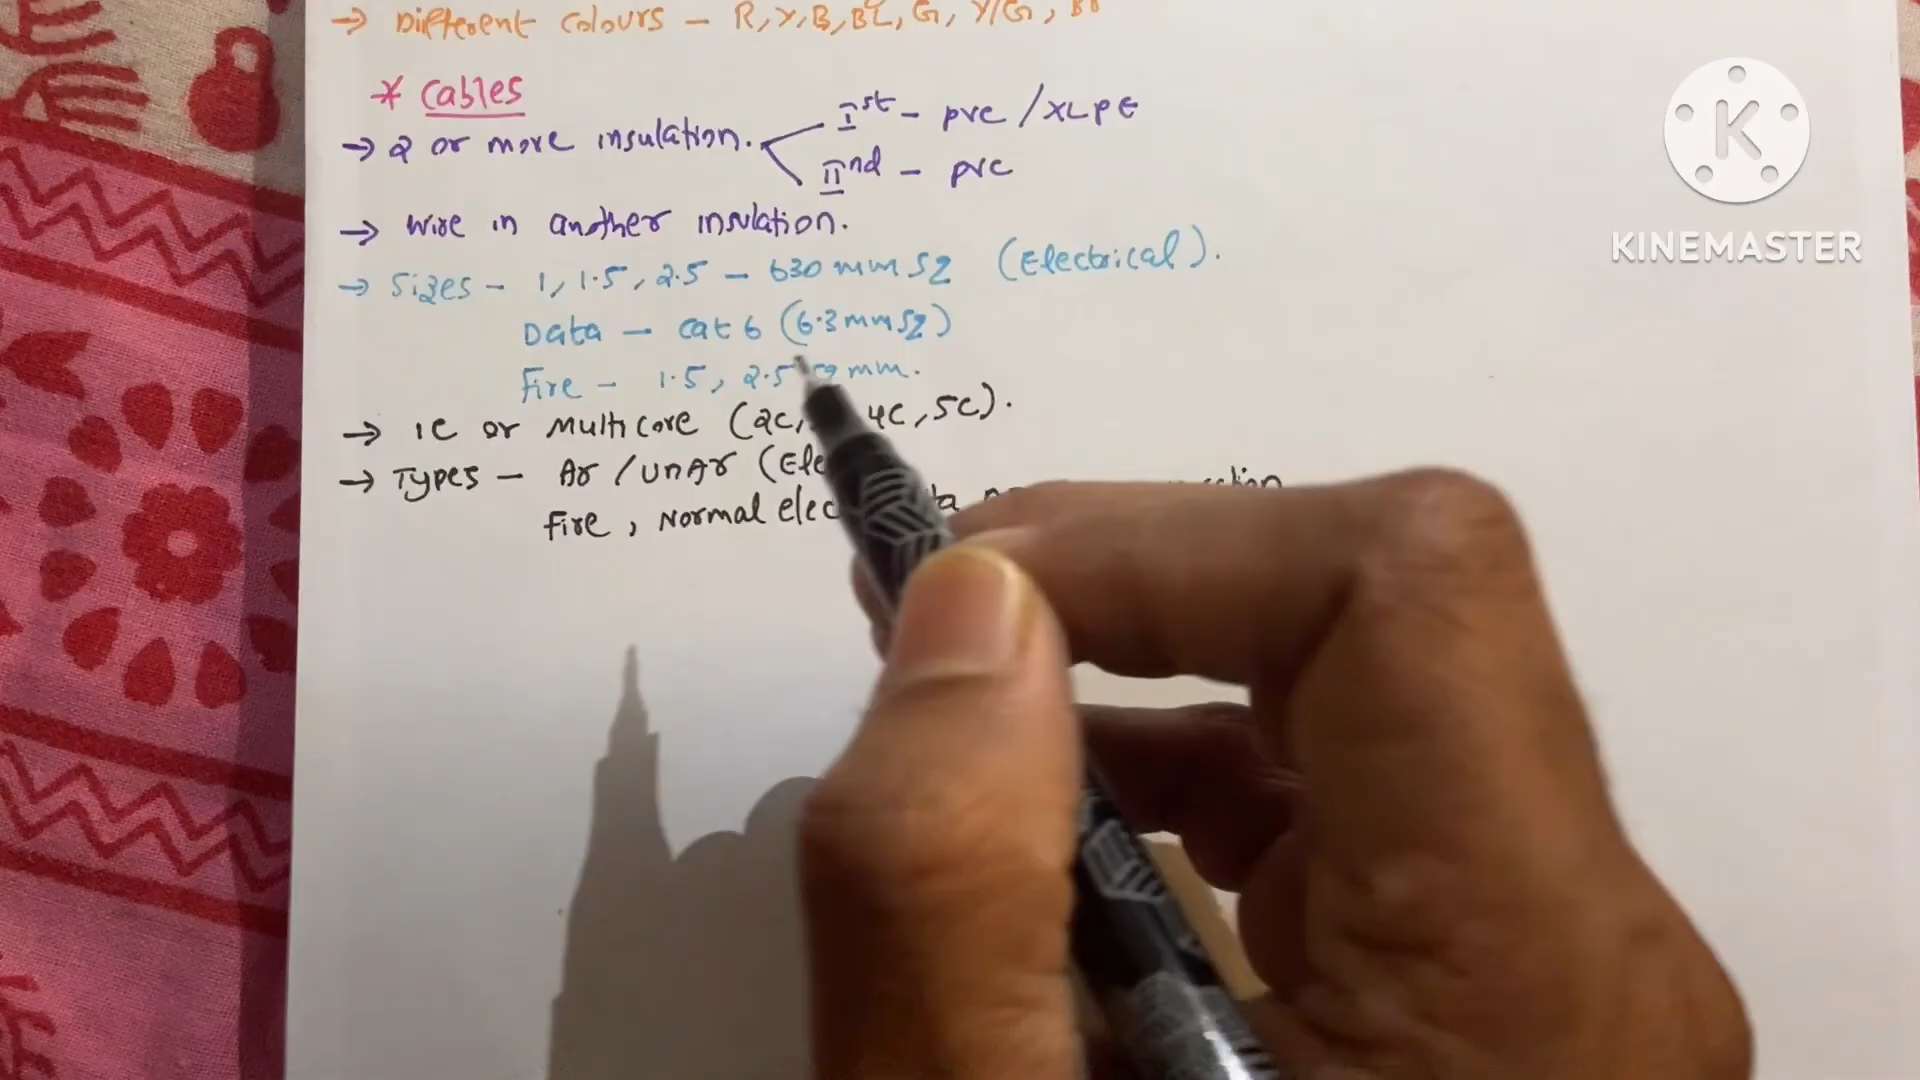 → Different colours - R, Y, B, BL, G, Y/G,
* Cables
→ 2 or more insulation. Ist - pvc / XLPE
IInd - pvc
→ wire in another insulation.
→ Sizes - 1, 1.5, 2.5 - 630 mm SQ (Electrical).
Data - cat 6 (6.3 mm SQ)
Fire - 1.5, 2.5 sq mm.
→ 1C or Multicore (2C, 4C, 5C).
→ Types - Ar / UnAr (Ele
Fire, Normal elec
KINEMASTER